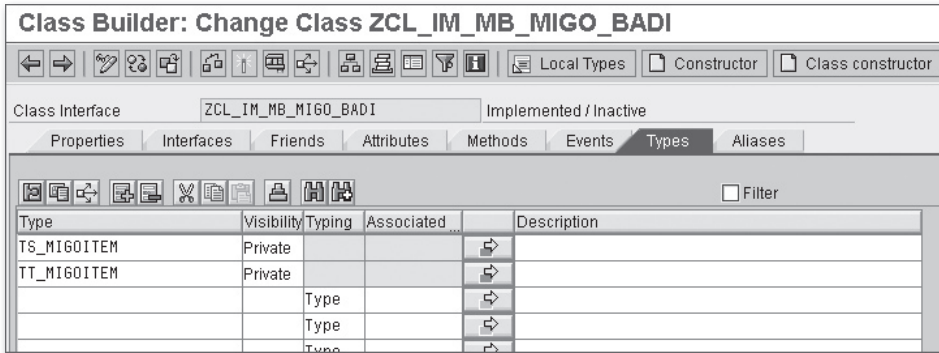 Class Builder: Change Class ZCL_IM_MB_MIGO_BADI
Local Types Constructor Class constructor
Class Interface ZCL_IM_MB_MIGO_BADI Implemented / Inactive
Properties Interfaces Friends Attributes Methods Events Types Aliases
Filter
Type Visibility Typing Associated ... Description
TS_MIGOITEM Private
TT_MIGOITEM Private
Type
Type
Type